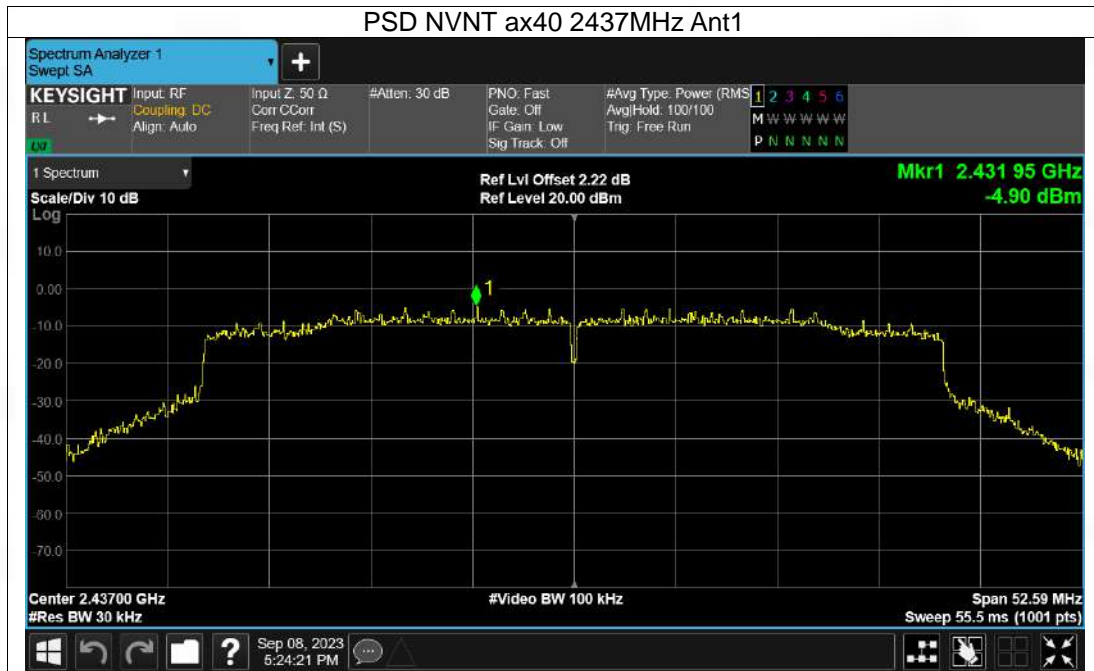 PSD NVNT ax40 2437MHz Ant1
Spectrum Analyzer 1
Swept SA
+
KEYSIGHT
RL
LXI
Input: RF
Coupling: DC
Align: Auto
Input Z: 50 Ω
Corr CCorr
Freq Ref: Int (S)
#Atten: 30 dB
PNO: Fast
Gate: Off
IF Gain: Low
Sig Track: Off
#Avg Type: Power (RMS
Avg|Hold: 100/100
Trig: Free Run
1 2 3 4 5 6
M W W W W W
P N N N N N
1 Spectrum
Scale/Div 10 dB
Log
Ref Lvl Offset 2.22 dB
Ref Level 20.00 dBm
Mkr1 2.431 95 GHz
-4.90 dBm
10.0
0.00
-10.0
-20.0
-30.0
-40.0
-50.0
-60.0
-70.0
1
Center 2.43700 GHz
#Res BW 30 kHz
#Video BW 100 kHz
Span 52.59 MHz
Sweep 55.5 ms (1001 pts)
?
Sep 08, 2023
5:24:21 PM